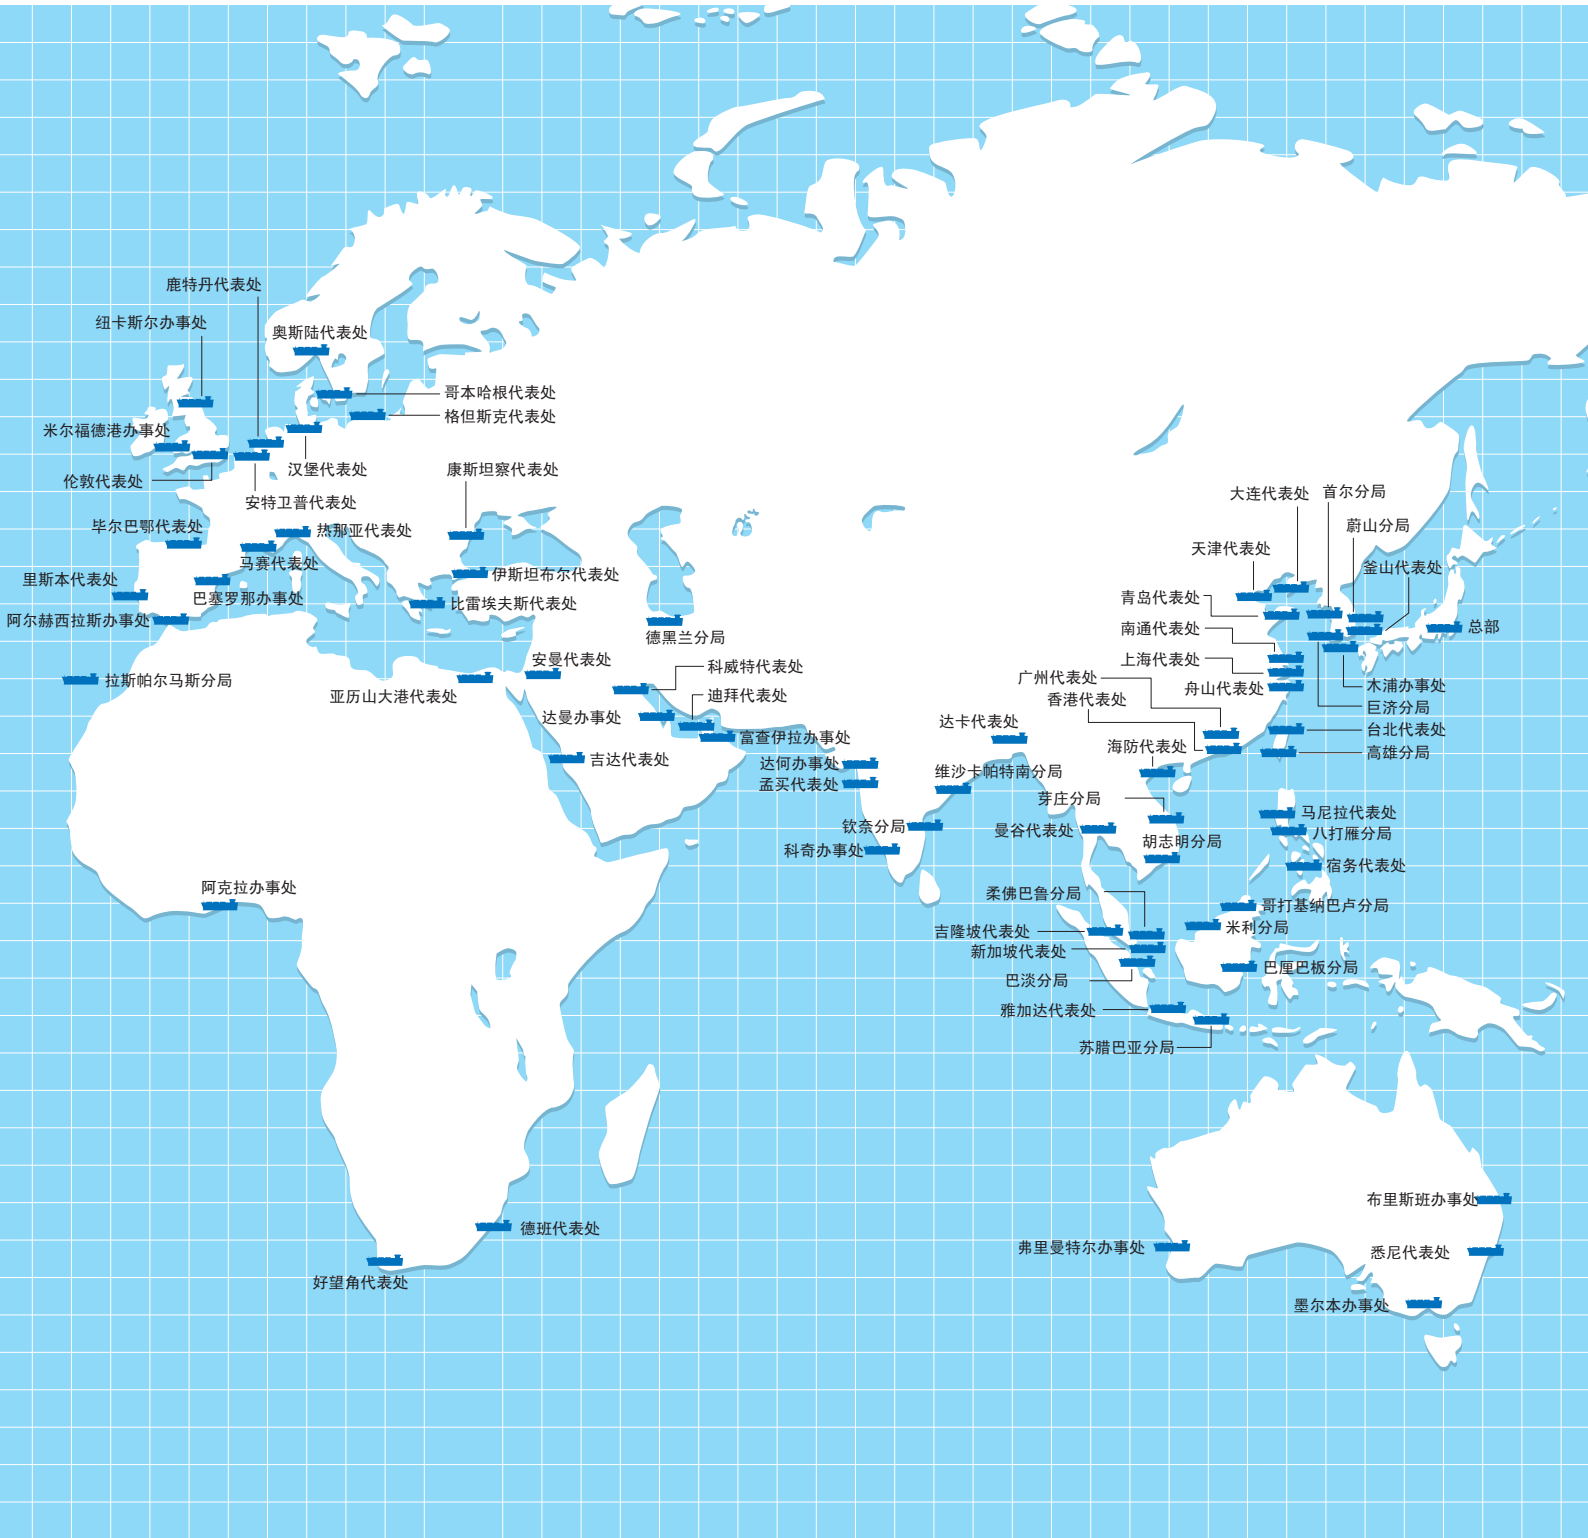 鹿特丹代表处
纽卡斯尔办事处
奥斯陆代表处
哥本哈根代表处
格但斯克代表处
米尔福德港办事处
汉堡代表处
康斯坦察代表处
伦敦代表处
安特卫普代表处
大连代表处
首尔分局
毕尔巴鄂代表处
热那亚代表处
蔚山分局
天津代表处
马赛代表处
釜山代表处
里斯本代表处
伊斯坦布尔代表处
巴塞罗那办事处
比雷埃夫斯代表处
青岛代表处
阿尔赫西拉斯办事处
南通代表处
总部
德黑兰分局
安曼代表处
科威特代表处
上海代表处
拉斯帕尔马斯分局
广州代表处
舟山代表处
木浦办事处
亚历山大港代表处
迪拜代表处
香港代表处
巨济分局
达曼办事处
达卡代表处
台北代表处
富查伊拉办事处
海防代表处
高雄分局
吉达代表处
达何办事处
维沙卡帕特南分局
孟买代表处
芽庄分局
马尼拉代表处
钦奈分局
曼谷代表处
八打雁分局
胡志明分局
科奇办事处
宿务代表处
阿克拉办事处
柔佛巴鲁分局
哥打基纳巴卢分局
吉隆坡代表处
米利分局
新加坡代表处
巴厘巴板分局
巴淡分局
雅加达代表处
苏腊巴亚分局
布里斯班办事处
德班代表处
弗里曼特尔办事处
悉尼代表处
好望角代表处
墨尔本办事处